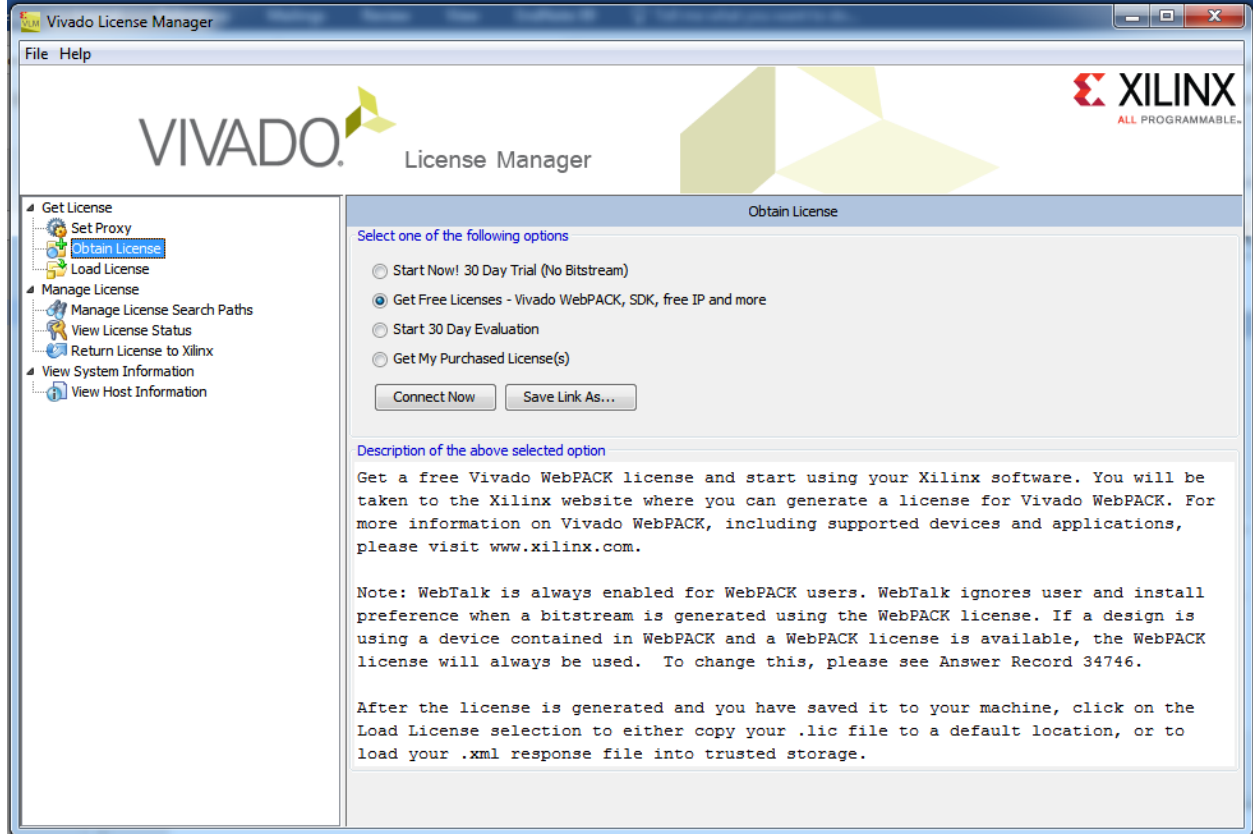 Vivado License Manager
File Help
VIVADO.
License Manager
XILINX
ALL PROGRAMMABLE™
Get License
Set Proxy
Obtain License
Load License
Manage License
Manage License Search Paths
View License Status
Return License to Xilinx
View System Information
View Host Information
Obtain License
Select one of the following options
Start Now! 30 Day Trial (No Bitstream)
Get Free Licenses - Vivado WebPACK, SDK, free IP and more
Start 30 Day Evaluation
Get My Purchased License(s)
Connect Now Save Link As...
Description of the above selected option
Get a free Vivado WebPACK license and start using your Xilinx software. You will be
taken to the Xilinx website where you can generate a license for Vivado WebPACK. For
more information on Vivado WebPACK, including supported devices and applications,
please visit www.xilinx.com.
Note: WebTalk is always enabled for WebPACK users. WebTalk ignores user and install
preference when a bitstream is generated using the WebPACK license. If a design is
using a device contained in WebPACK and a WebPACK license is available, the WebPACK
license will always be used.  To change this, please see Answer Record 34746.
After the license is generated and you have saved it to your machine, click on the
Load License selection to either copy your .lic file to a default location, or to
load your .xml response file into trusted storage.